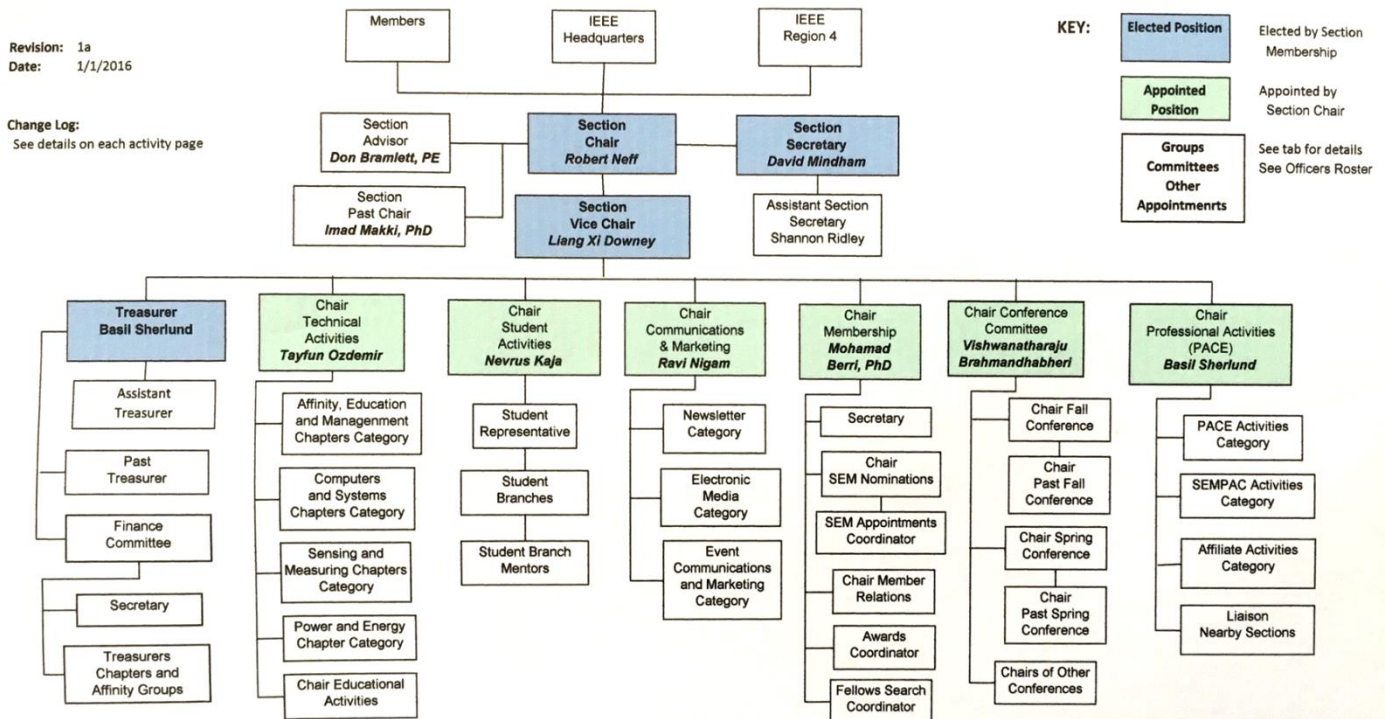 Revision: 1a
Date: 1/1/2016
Change Log:
See details on each activity page
Members
IEEE
Headquarters
IEEE
Region 4
KEY:
Elected Position
Elected by Section
Membership
Appointed
Position
Appointed by
Section Chair
Groups
Committees
Other
Appointmenrts
See tab for details
See Officers Roster
Section
Advisor
Don Bramlett, PE
Section
Chair
Robert Neff
Section
Secretary
David Mindham
Section
Past Chair
Imad Makki, PhD
Section
Vice Chair
Liang Xi Downey
Assistant Section
Secretary
Shannon Ridley
Treasurer
Basil Sherlund
Assistant
Treasurer
Past
Treasurer
Finance
Committee
Secretary
Treasurers
Chapters and
Affinity Groups
Chair
Technical
Activities
Tayfun Ozdemir
Affinity, Education
and Managenment
Chapters Category
Computers
and Systems
Chapters Category
Sensing and
Measuring Chapters
Category
Power and Energy
Chapter Category
Chair Educational
Activities
Chair
Student
Activities
Nevrus Kaja
Student
Representative
Student
Branches
Student Branch
Mentors
Chair
Communications
& Marketing
Ravi Nigam
Newsletter
Category
Electronic
Media
Category
Event
Communications
and Marketing
Category
Chair
Membership
Mohamad
Berri, PhD
Secretary
Chair
SEM Nominations
SEM Appointments
Coordinator
Chair Member
Relations
Awards
Coordinator
Fellows Search
Coordinator
Chair Conference
Committee
Vishwanatharaju
Brahmandhabheri
Chair Fall
Conference
Chair
Past Fall
Conference
Chair Spring
Conference
Chair
Past Spring
Conference
Chairs of Other
Conferences
Chair
Professional Activities
(PACE)
Basil Sherlund
PACE Activities
Category
SEMPAC Activities
Category
Affiliate Activities
Category
Liaison
Nearby Sections